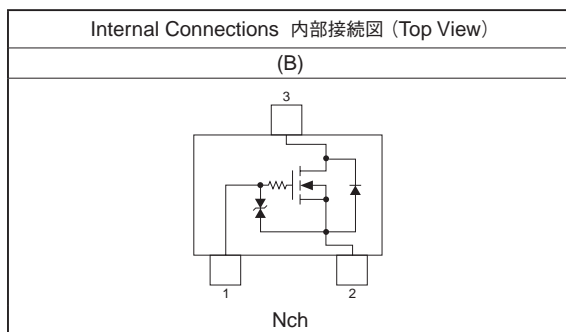 Internal Connections 内部接続図 (Top View)
(B)
3
1 2
Nch